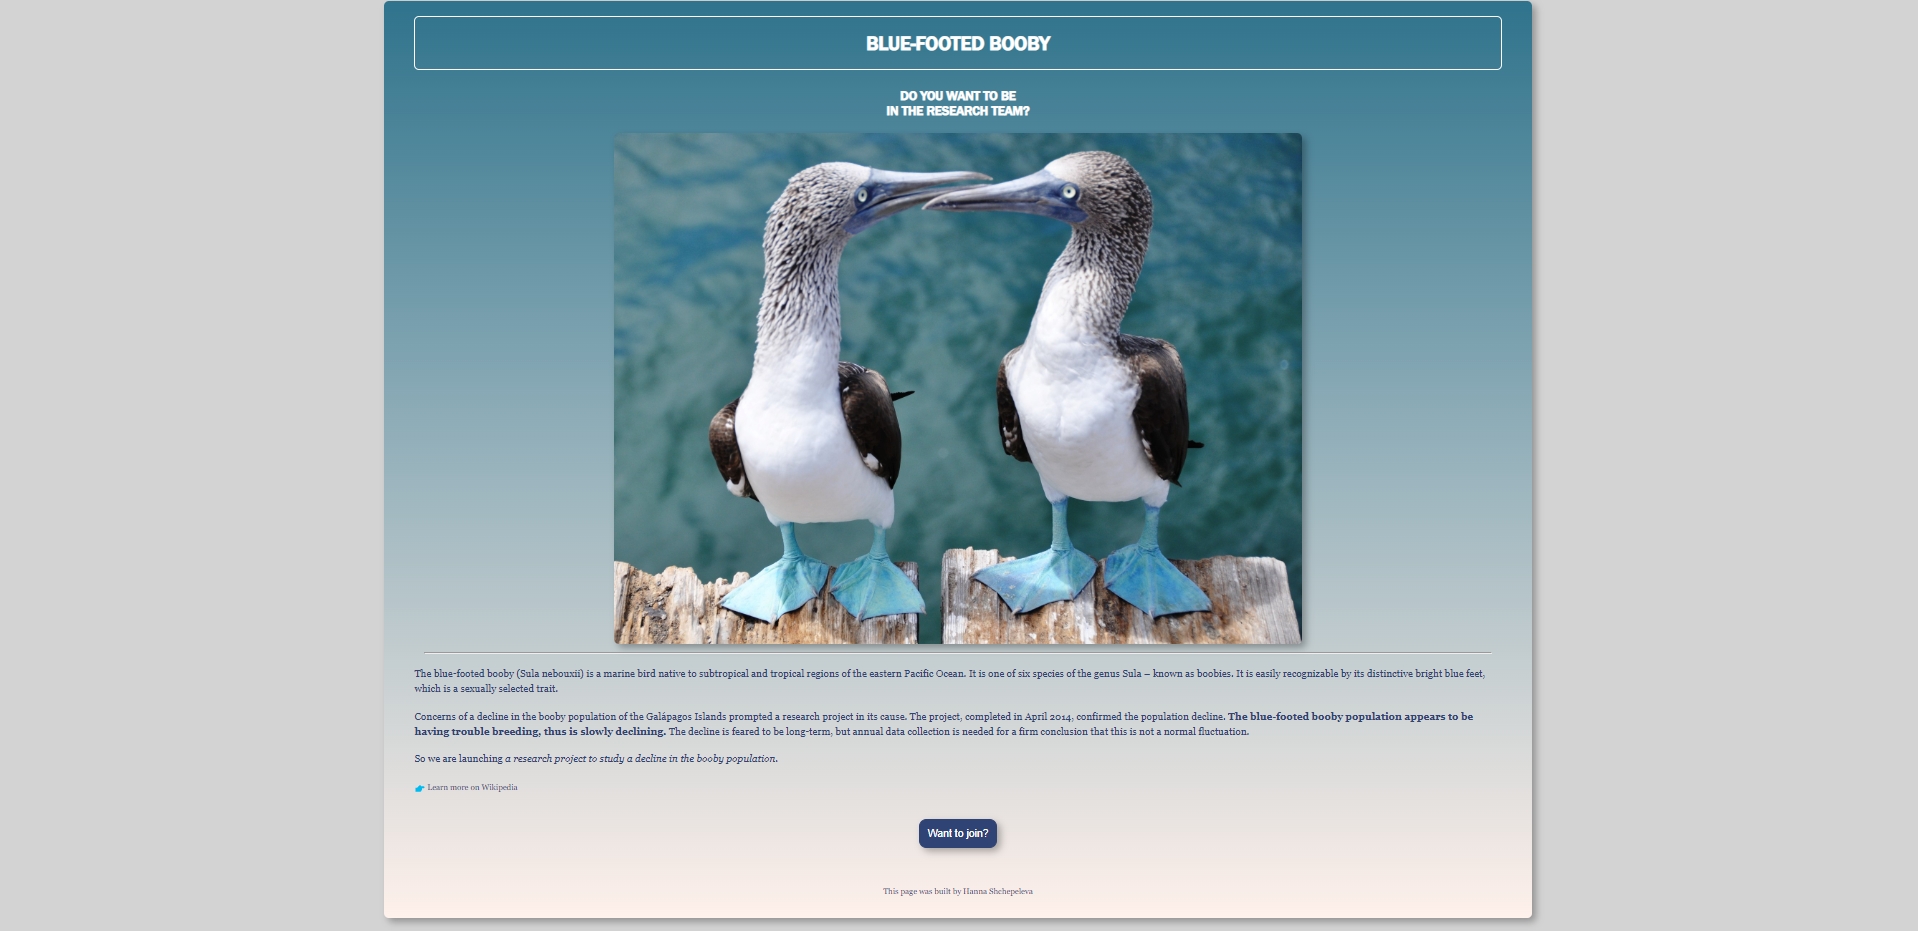 BLUE-FOOTED BOOBY
DO YOU WANT TO BE
IN THE RESEARCH TEAM?
The blue-footed booby (Sula nebouxii) is a marine bird native to subtropical and tropical regions of the eastern Pacific Ocean. It is one of six species of the genus Sula – known as boobies. It is easily recognizable by its distinctive bright blue feet,
which is a sexually selected trait.
Concerns of a decline in the booby population of the Galápagos Islands prompted a research project in its cause. The project, completed in April 2014, confirmed the population decline. The blue-footed booby population appears to be
having trouble breeding, thus is slowly declining. The decline is feared to be long-term, but annual data collection is needed for a firm conclusion that this is not a normal fluctuation.
So we are launching a research project to study a decline in the booby population.
Learn more on Wikipedia
Want to join?
This page was built by Hanna Shchepeleva